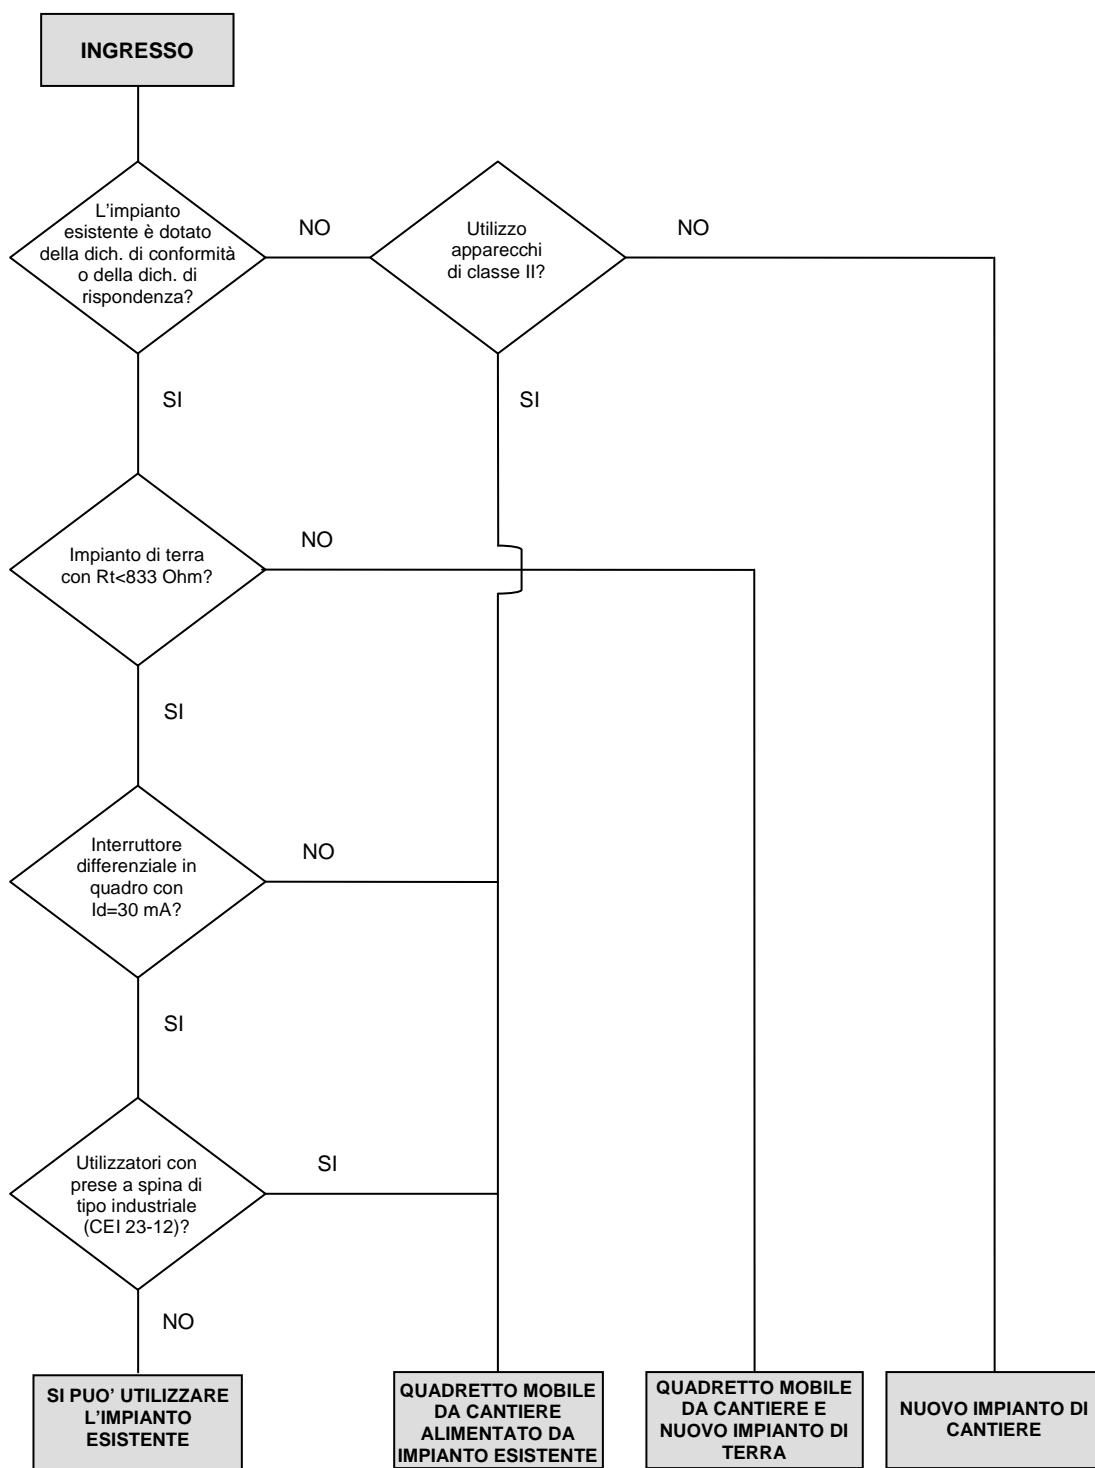 INGRESSO
L'impianto
esistente è dotato
della dich. di conformità
o della dich. di
rispondenza?
NO
Utilizzo
apparecchi
di classe II?
NO
SI
SI
Impianto di terra
con Rt<833 Ohm?
NO
SI
Interruttore
differenziale in
quadro con
Id=30 mA?
NO
SI
Utilizzatori con
prese a spina di
tipo industriale
(CEI 23-12)?
SI
NO
SI PUO' UTILIZZARE
L'IMPIANTO
ESISTENTE
QUADRETTO MOBILE
DA CANTIERE
ALIMENTATO DA
IMPIANTO ESISTENTE
QUADRETTO MOBILE
DA CANTIERE E
NUOVO IMPIANTO DI
TERRA
NUOVO IMPIANTO DI
CANTIERE